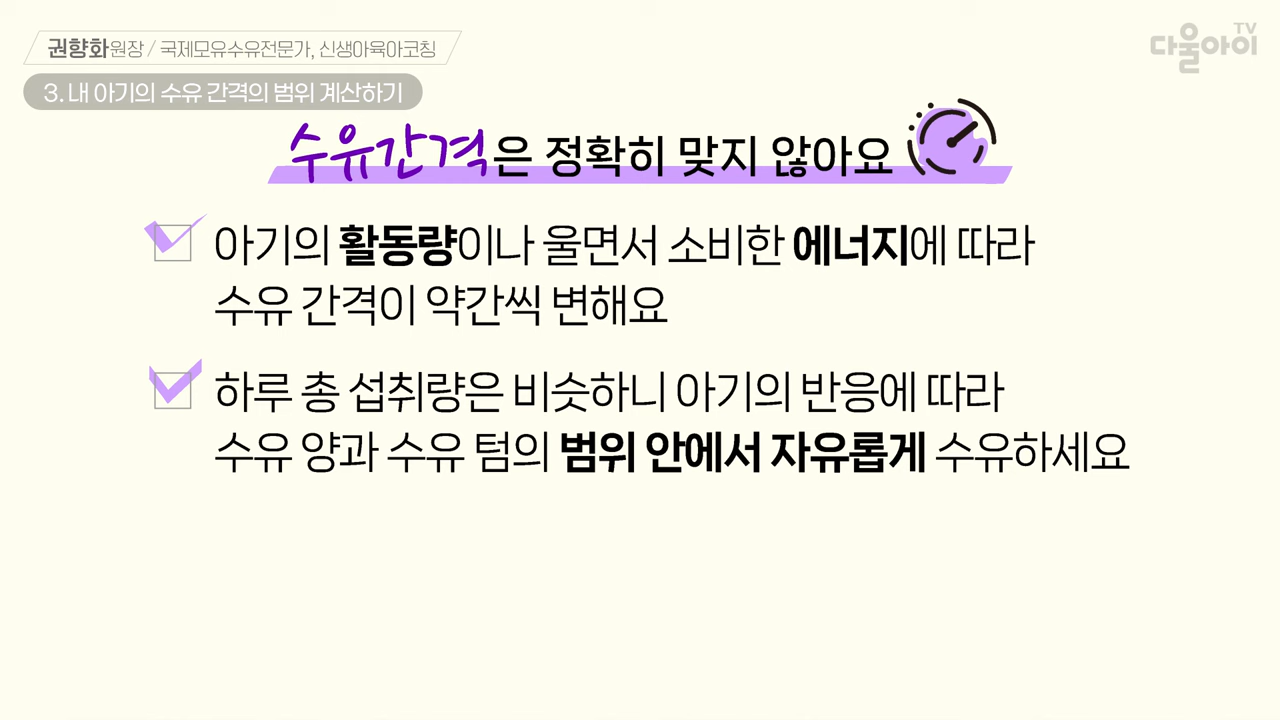 권향화원장 / 국제모유수유전문가, 신생아육아코칭
다울아이 TV
3. 내 아기의 수유 간격의 범위 계산하기
수유간격은 정확히 맞지 않아요
아기의 활동량이나 울면서 소비한 에너지에 따라
수유 간격이 약간씩 변해요
하루 총 섭취량은 비슷하니 아기의 반응에 따라
수유 양과 수유 텀의 범위 안에서 자유롭게 수유하세요